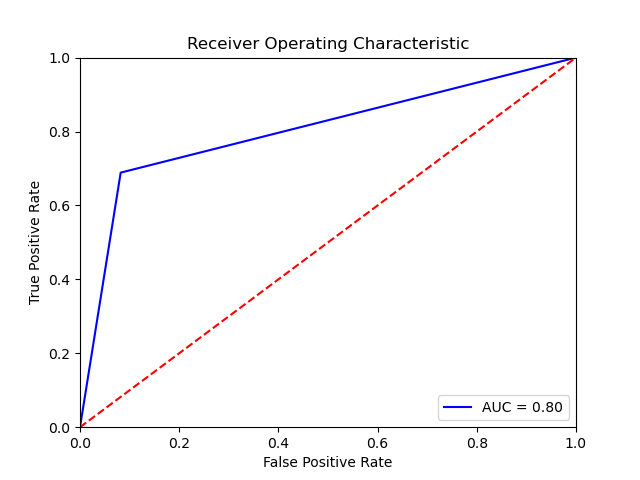 Receiver Operating Characteristic
1.0
0.8
0.6
0.4
0.2
0.0
True Positive Rate
AUC = 0.80
0.0 0.2 0.4 0.6 0.8 1.0
False Positive Rate